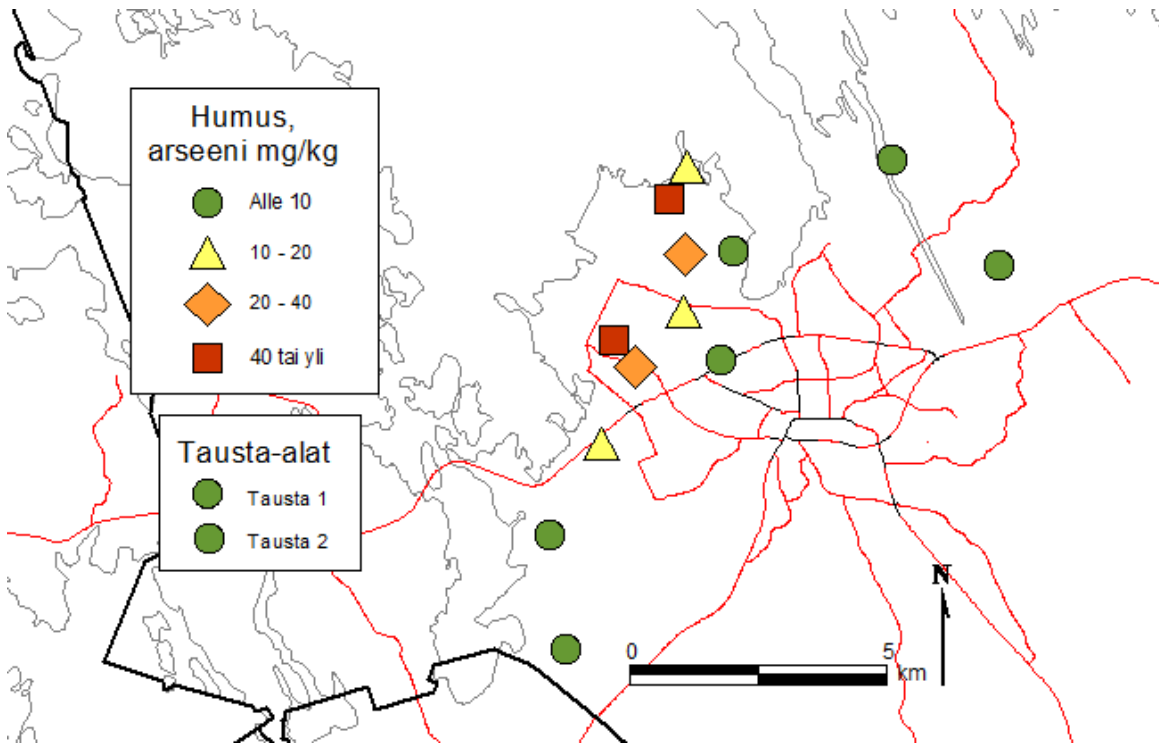 Humus,
arseeni mg/kg
Alle 10
10 - 20
20 - 40
40 tai yli
Tausta-alat
Tausta 1
Tausta 2
N
0 5
km